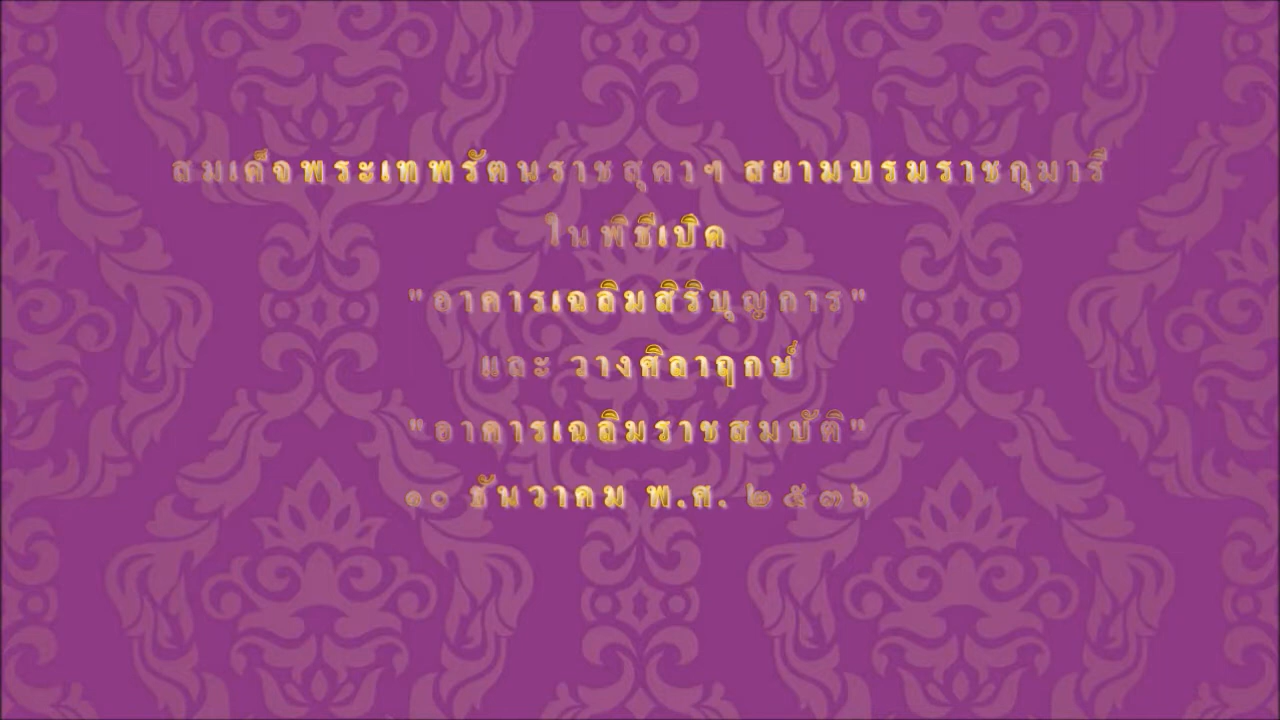 สมเด็จพระเทพรัตนราชสุดาฯ สยามบรมราชกุมารี
ในพิธีเปิด
"อาคารเฉลิมสิริบุญการ"
และ วางศิลาฤกษ์
"อาคารเฉลิมราชสมบัติ"
๑๐ ธันวาคม พ.ศ. ๒๕๓๖